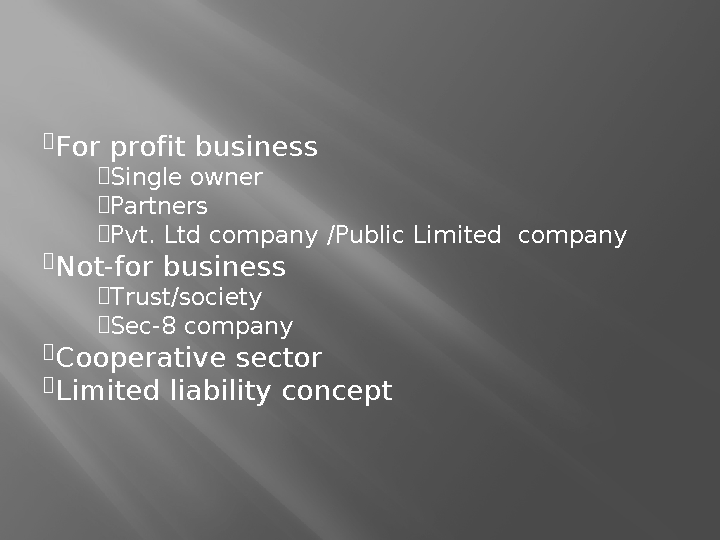 For profit business
Single owner
Partners
Pvt. Ltd company /Public Limited  company
Not-for business
Trust/society
Sec-8 company
Cooperative sector
Limited liability concept